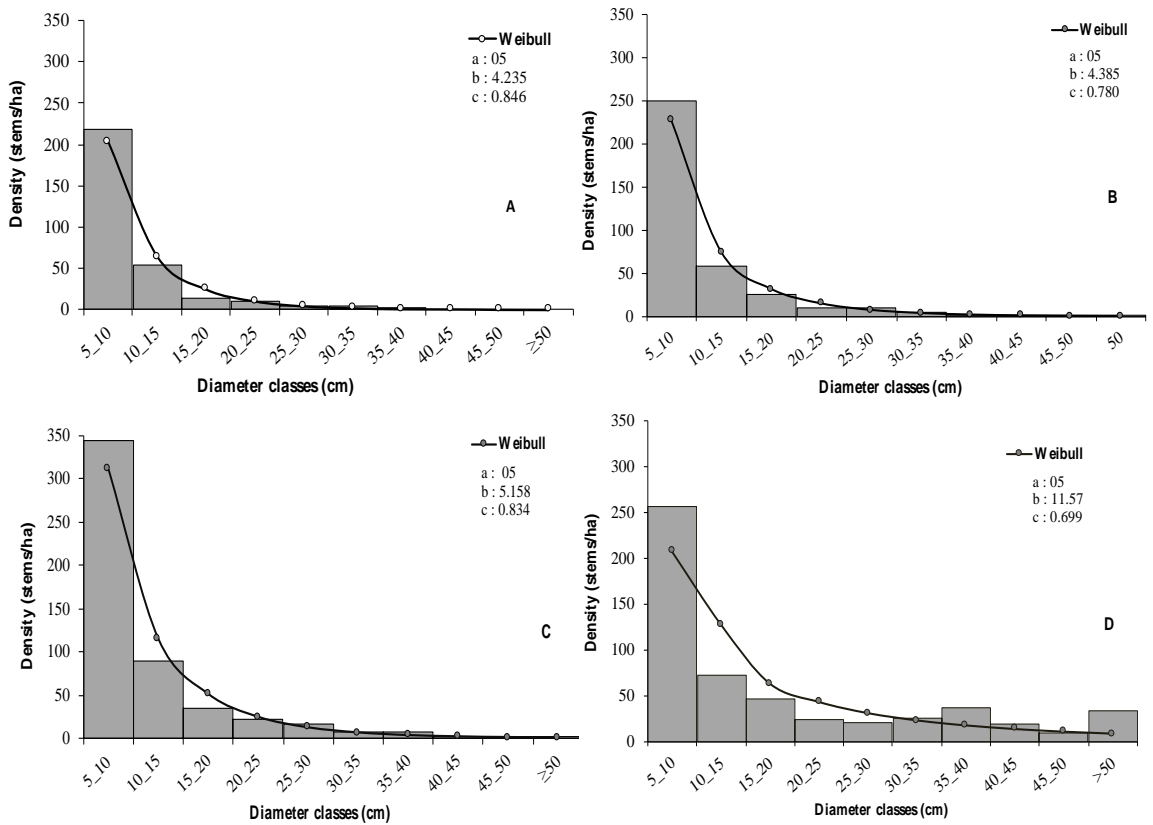 350
300
250
200
150
100
50
0
Density (stems/ha)
Weibull
a : 05
b : 4.235
c : 0.846
A
5_10 10_15 15_20 20_25 25_30 30_35 35_40 40_45 45_50 ≥50
Diameter classes (cm)
350
300
250
200
150
100
50
0
Density (stems/ha)
Weibull
a : 05
b : 4.385
c : 0.780
B
5_10 10_15 15_20 20_25 25_30 30_35 35_40 40_45 45_50 50
Diameter classes (cm)
350
300
250
200
150
100
50
0
Density (stems/ha)
Weibull
a : 05
b : 5.158
c : 0.834
C
5_10 10_15 15_20 20_25 25_30 30_35 35_40 40_45 45_50 ≥50
Diameter classes (cm)
350
300
250
200
150
100
50
0
Density (stems/ha)
Weibull
a : 05
b : 11.57
c : 0.699
D
5_10 10_15 15_20 20_25 25_30 30_35 35_40 40_45 45_50 >50
Diameter classes (cm)